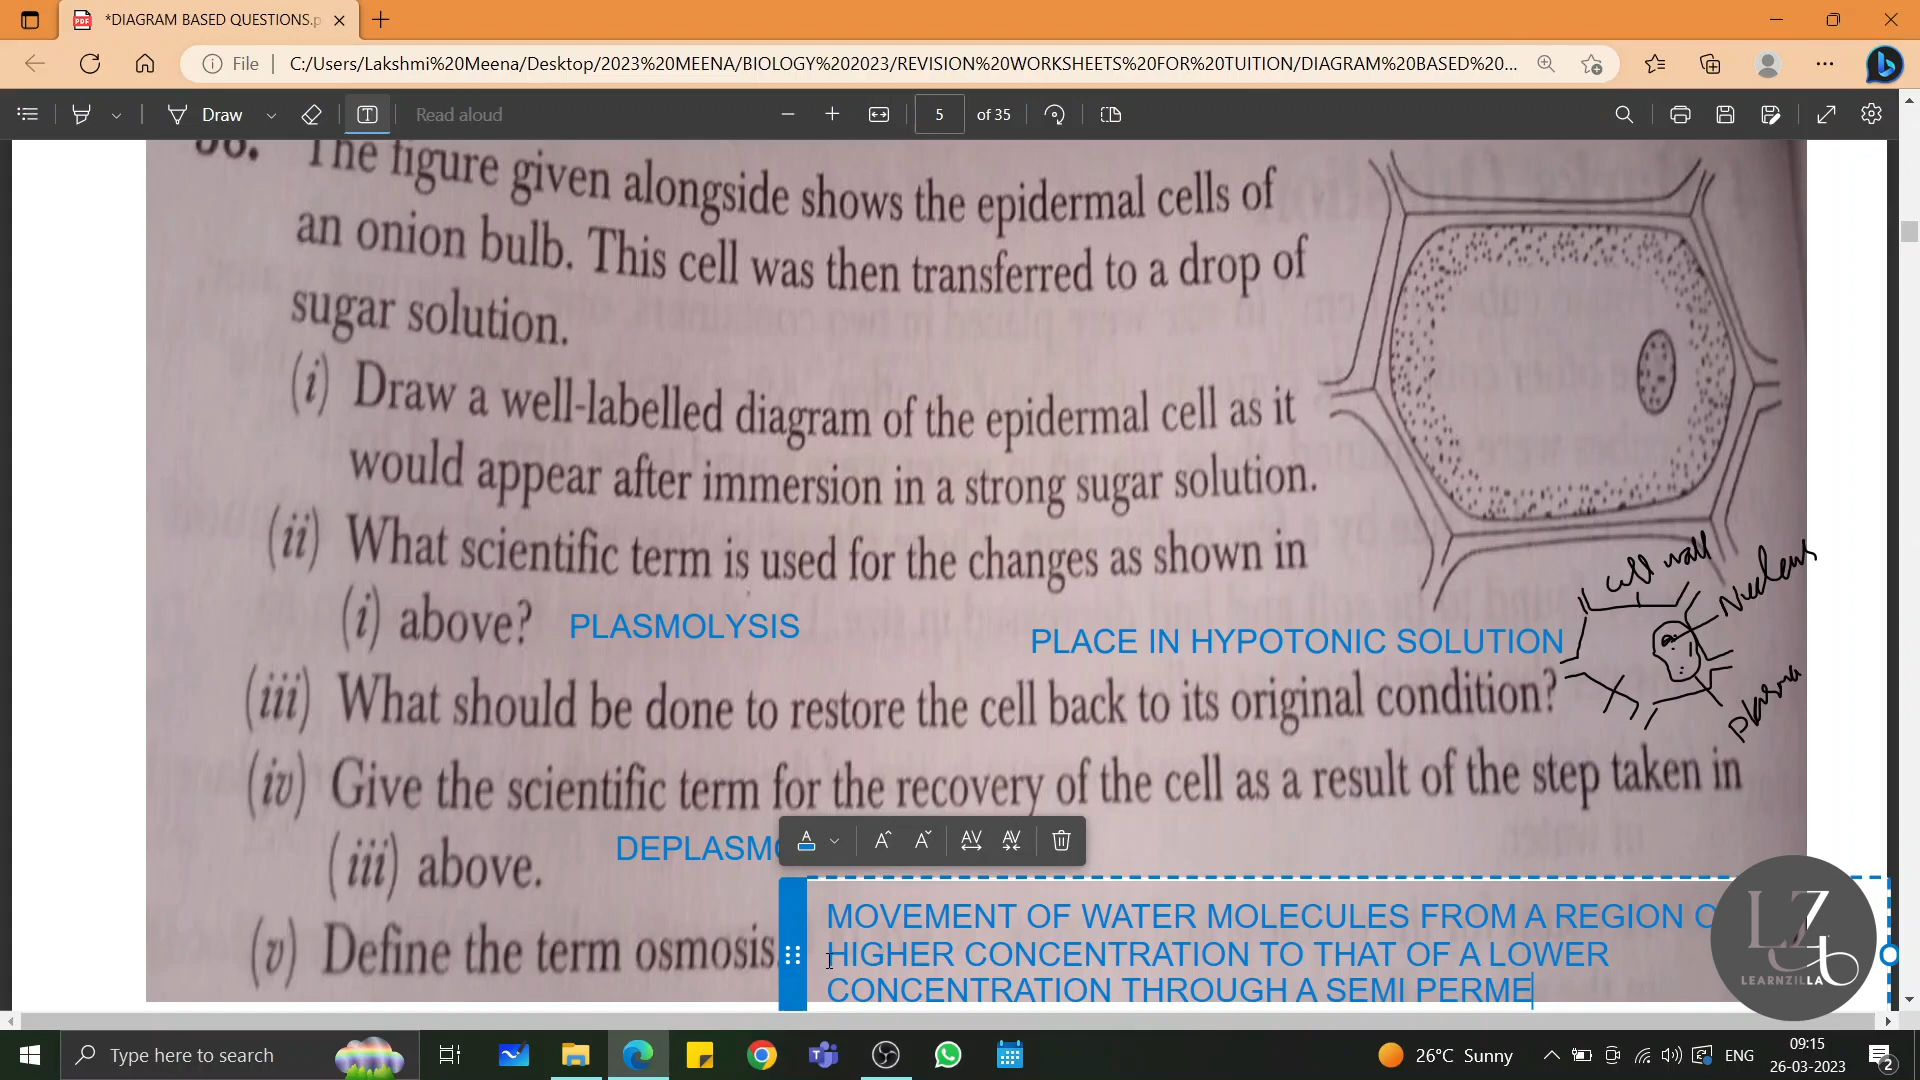 *DIAGRAM BASED QUESTIONS.p
File
C:/Users/Lakshmi%20Meena/Desktop/2023%20MEENA/BIOLOGY%202023/REVISION%20WORKSHEETS%20FOR%20TUITION/DIAGRAM%20BASED%20...
Draw
Read aloud
5 of 35
36. The figure given alongside shows the epidermal cells of
an onion bulb. This cell was then transferred to a drop of
sugar solution.
(i) Draw a well-labelled diagram of the epidermal cell as it
would appear after immersion in a strong sugar solution.
(ii) What scientific term is used for the changes as shown in
(i) above? PLASMOLYSIS
cell wall
Nucleus
PLACE IN HYPOTONIC SOLUTION
plasma
(iii) What should be done to restore the cell back to its original condition?
(iv) Give the scientific term for the recovery of the cell as a result of the step taken in
(iii) above. DEPLASMO
(v) Define the term osmosis.
MOVEMENT OF WATER MOLECULES FROM A REGION O
HIGHER CONCENTRATION TO THAT OF A LOWER
CONCENTRATION THROUGH A SEMI PERME
LZ
LEARNZILLA
Type here to search
26°C Sunny
ENG
09:15
26-03-2023
2